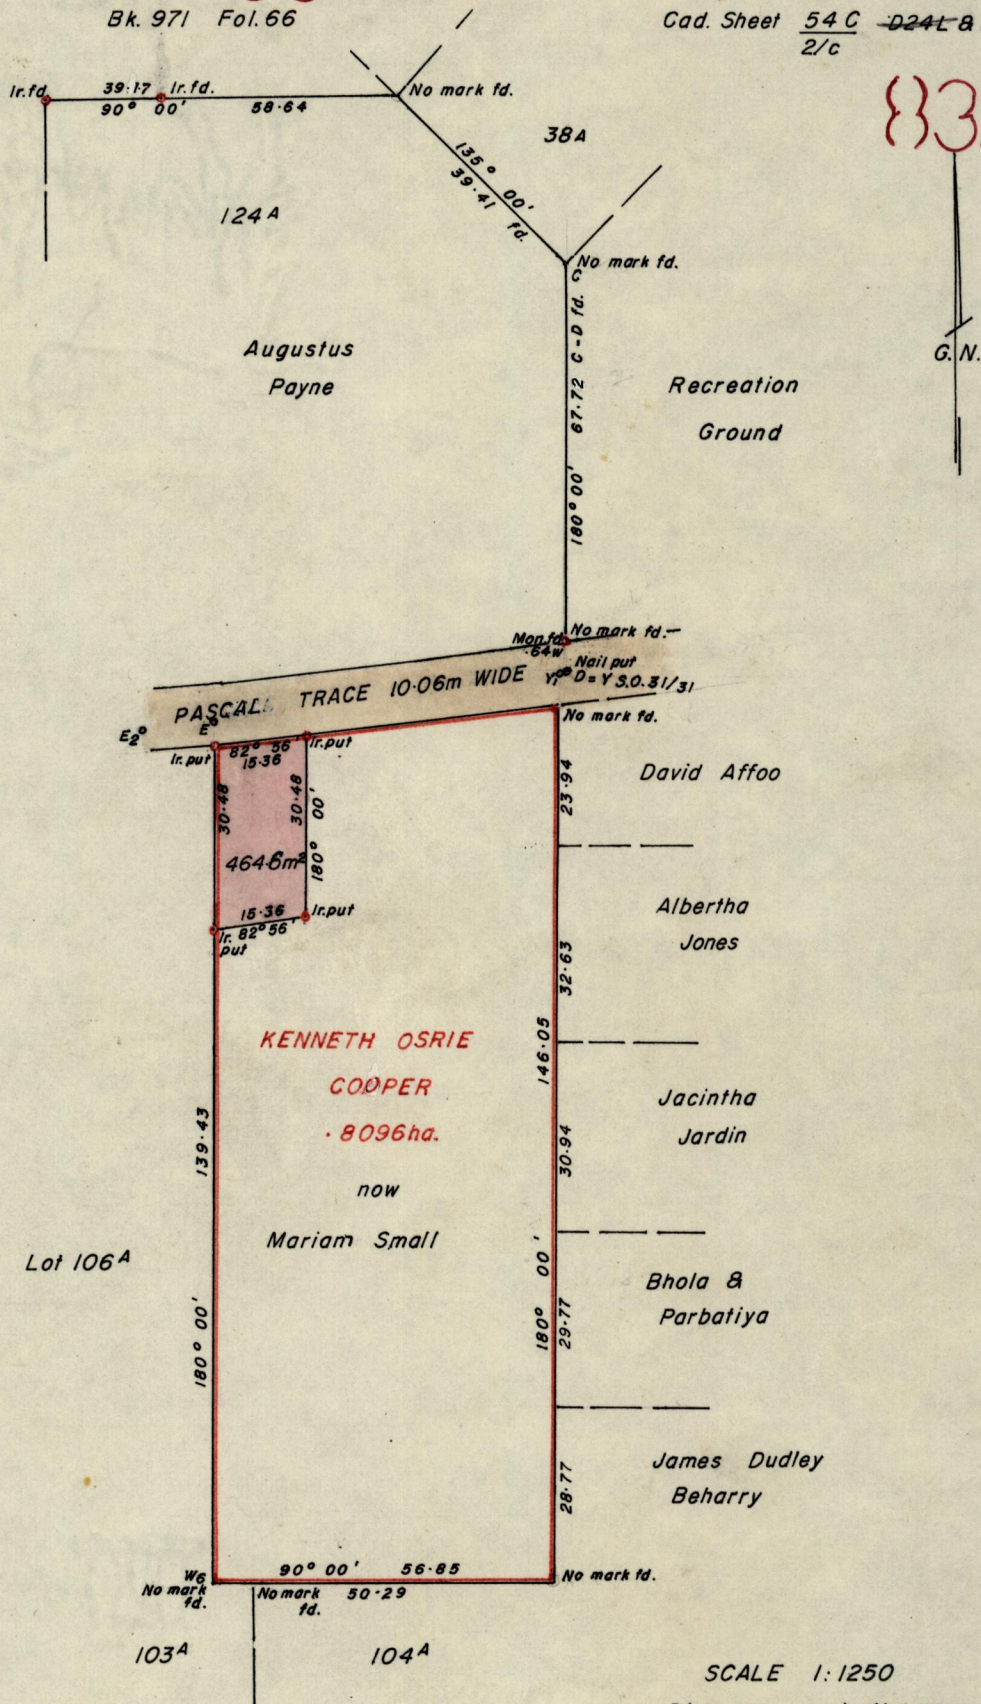 Bk. 971 Fol. 66
Cad. Sheet 54 C D24L &
2/c
Ir. fd.
39·17
Ir. fd.
90° 00'
58·64
No mark fd.
38A
135° 00'
39·41 fd.
124A
No mark fd.
C
67·72 C-D fd.
180° 00'
G.N.
Augustus
Payne
Recreation
Ground
Mon. fd.
·64w
No mark fd.
Nail put
D=Y S.O. 31/31
PASCALL TRACE 10·06m WIDE
E2
E
Ir. put
82° 56'
15·36
Ir. put
No mark fd.
30·48
30·48
180° 00'
464·6m²
15·36
Ir. put
Ir.
put
82° 56'
David Affoo
23·94
Albertha
Jones
32·63
KENNETH OSRIE
COOPER
·8096ha.
now
Mariam Small
146·05
180° 00'
Jacintha
Jardin
30·94
139·43
180° 00'
Lot 106A
Bhola &
Parbatiya
29·77
James Dudley
Beharry
28·77
W6
No mark
fd.
90° 00' 56·85
No mark
fd.
50·29
No mark fd.
103A
104A
SCALE 1:1250